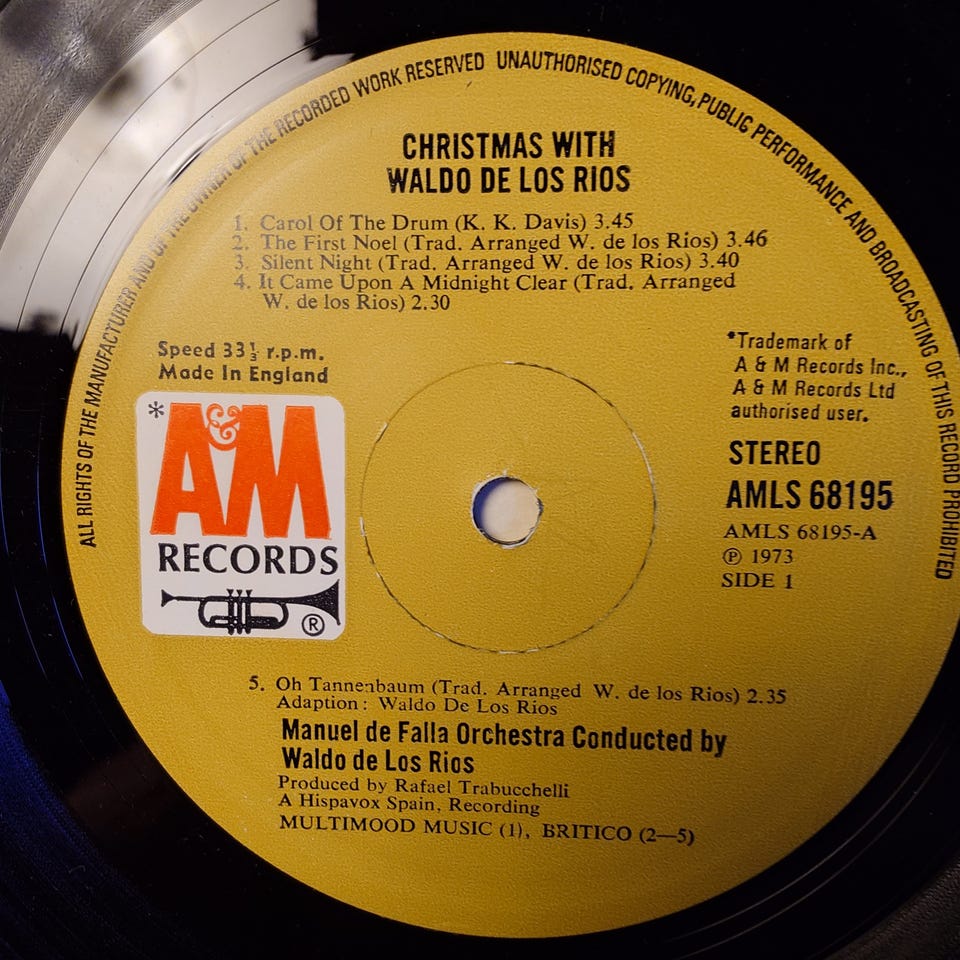 ALL RIGHTS OF THE MANUFACTURER AND OF THE OWNER OF THE RECORDED WORK RESERVED UNAUTHORISED COPYING, PUBLIC PERFORMANCE AND BROADCASTING OF THIS RECORD PROHIBITED
CHRISTMAS WITH
WALDO DE LOS RIOS
1. Carol Of The Drum (K. K. Davis) 3.45
2. The First Noel (Trad. Arranged W. de los Rios) 3.46
3. Silent Night (Trad. Arranged W. de los Rios) 3.40
4. It Came Upon A Midnight Clear (Trad. Arranged
W. de los Rios) 2.30
Speed 33⅓ r.p.m.
Made In England
*A&M
RECORDS
®
*Trademark of
A & M Records Inc.,
A & M Records Ltd
authorised user.
STEREO
AMLS 68195
AMLS 68195-A
℗ 1973
SIDE 1
5. Oh Tannenbaum (Trad. Arranged W. de los Rios) 2.35
Adaption : Waldo De Los Rios
Manuel de Falla Orchestra Conducted by
Waldo de Los Rios
Produced by Rafael Trabucchelli
A Hispavox Spain, Recording
MULTIMOOD MUSIC (1), BRITICO (2—5)